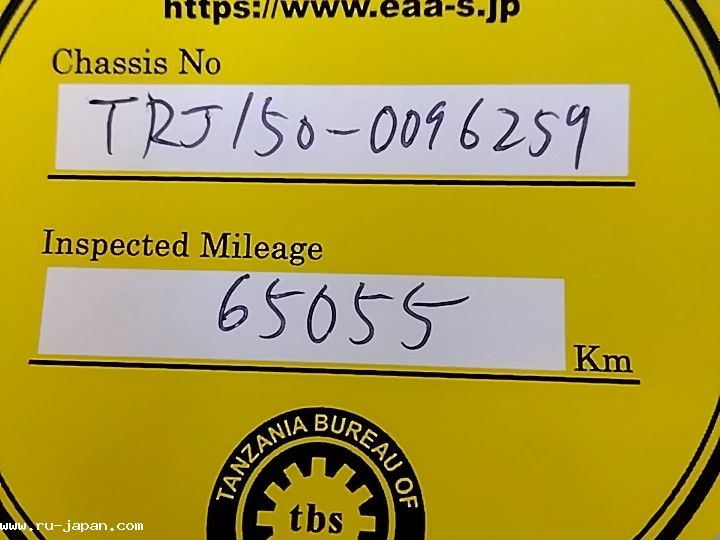 https://www.eaa-s.jp
Chassis No
TRJ150-0096259
Inspected Mileage
65055
Km
TANZANIA BUREAU OF
tbs
www.ru-japan.com